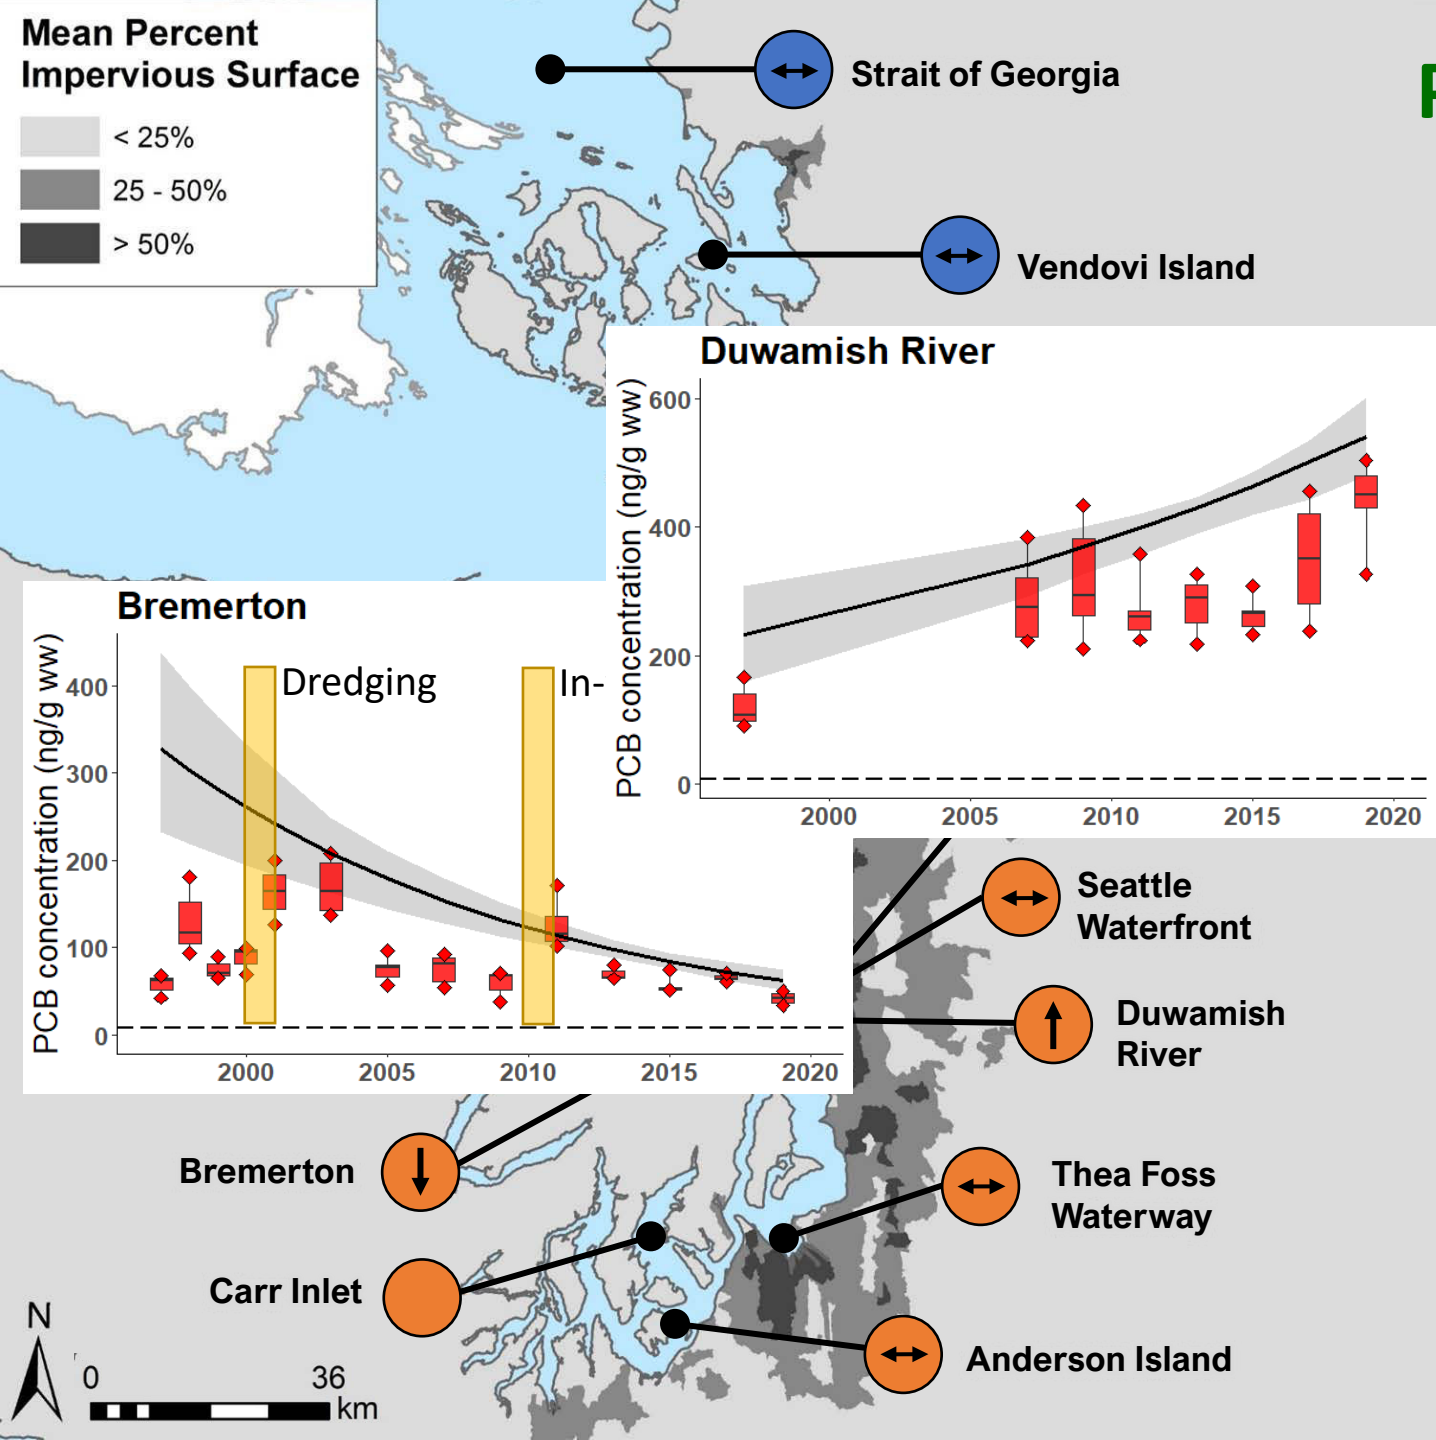 Mean Percent
Impervious Surface
< 25%
25 - 50%
> 50%
Strait of Georgia
Vendovi Island
Duwamish River
PCB concentration (ng/g ww)
600
400
200
0
2000 2005 2010 2015 2020
Bremerton
PCB concentration (ng/g ww)
400
300
200
100
0
Dredging
In-
2000 2005 2010 2015 2020
Seattle
Waterfront
Duwamish
River
Bremerton
Thea Foss
Waterway
Carr Inlet
Anderson Island
N
0 36
km